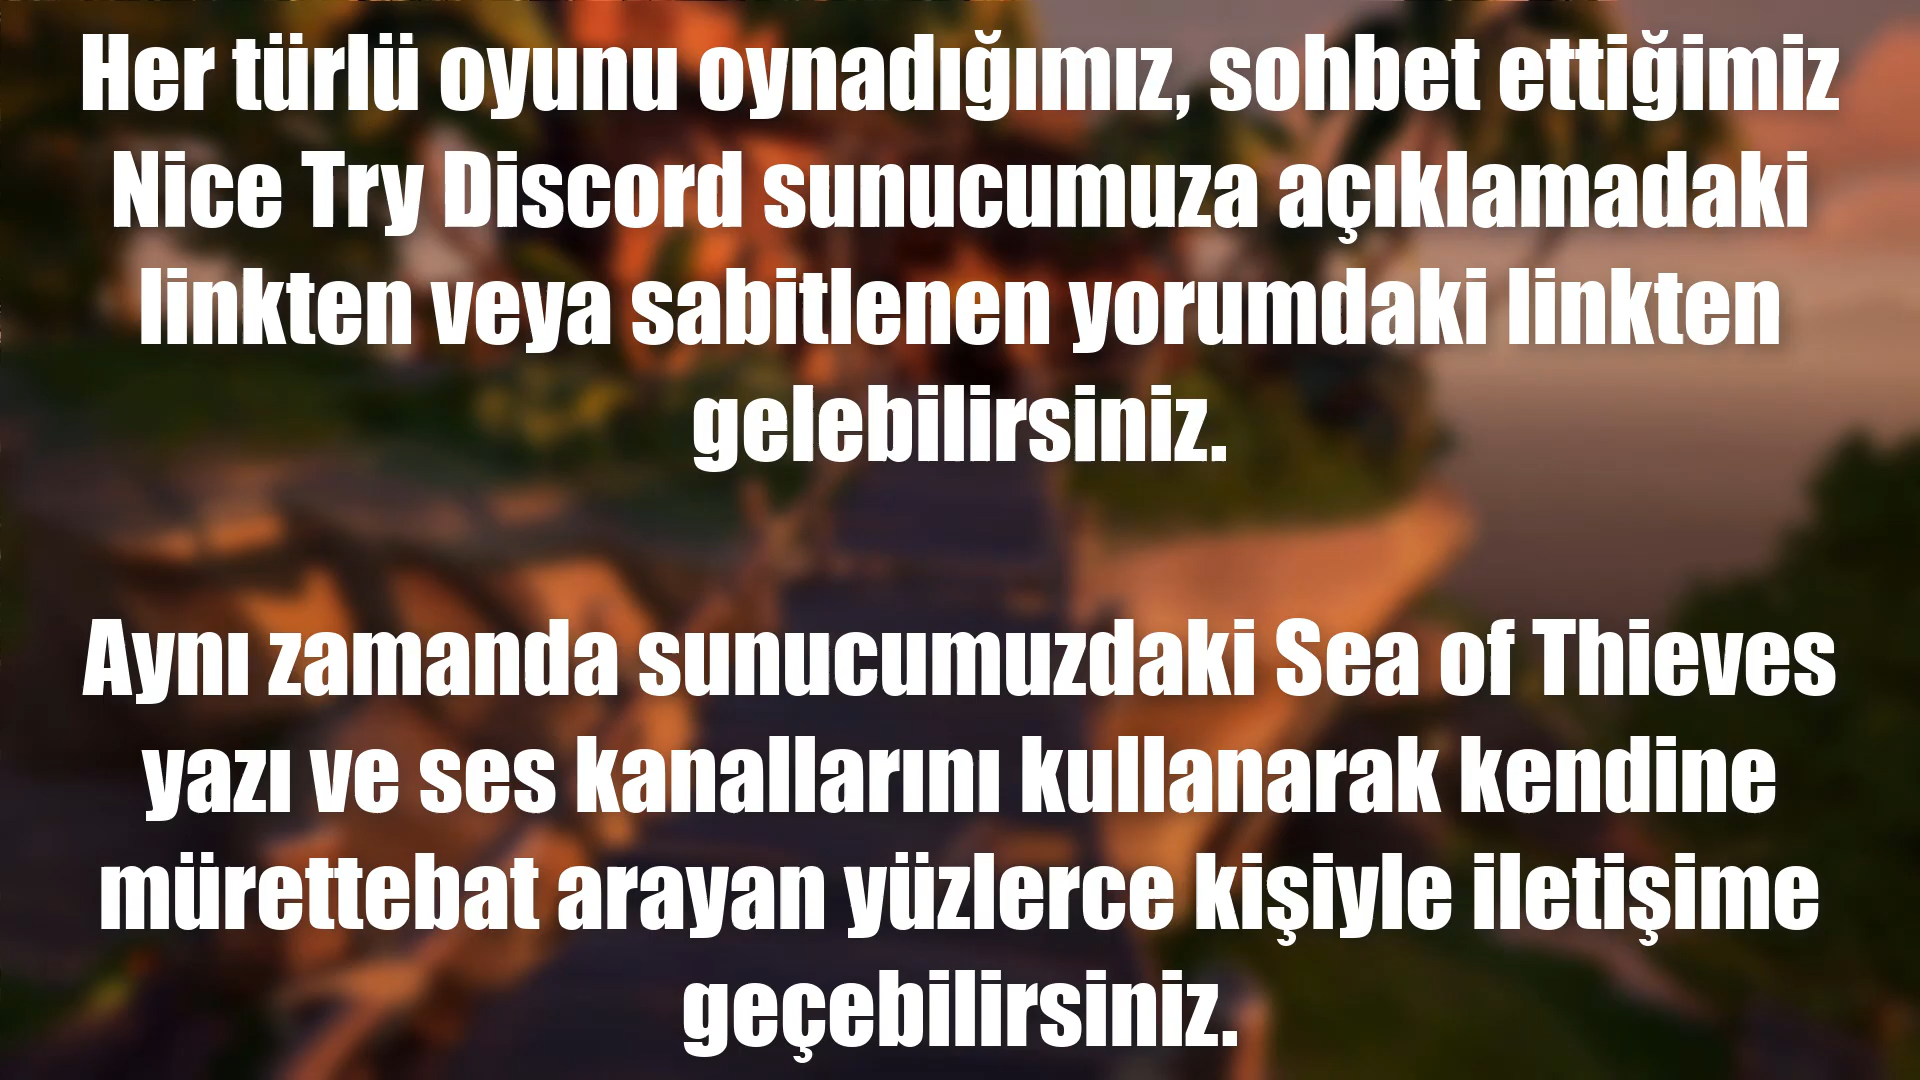 Her türlü oyunu oynadığımız, sohbet ettiğimiz
Nice Try Discord sunucumuza açıklamadaki
linkten veya sabitlenen yorumdaki linkten
gelebilirsiniz.
Aynı zamanda sunucumuzdaki Sea of Thieves
yazı ve ses kanallarını kullanarak kendine
mürettebat arayan yüzlerce kişiyle iletişime
geçebilirsiniz.